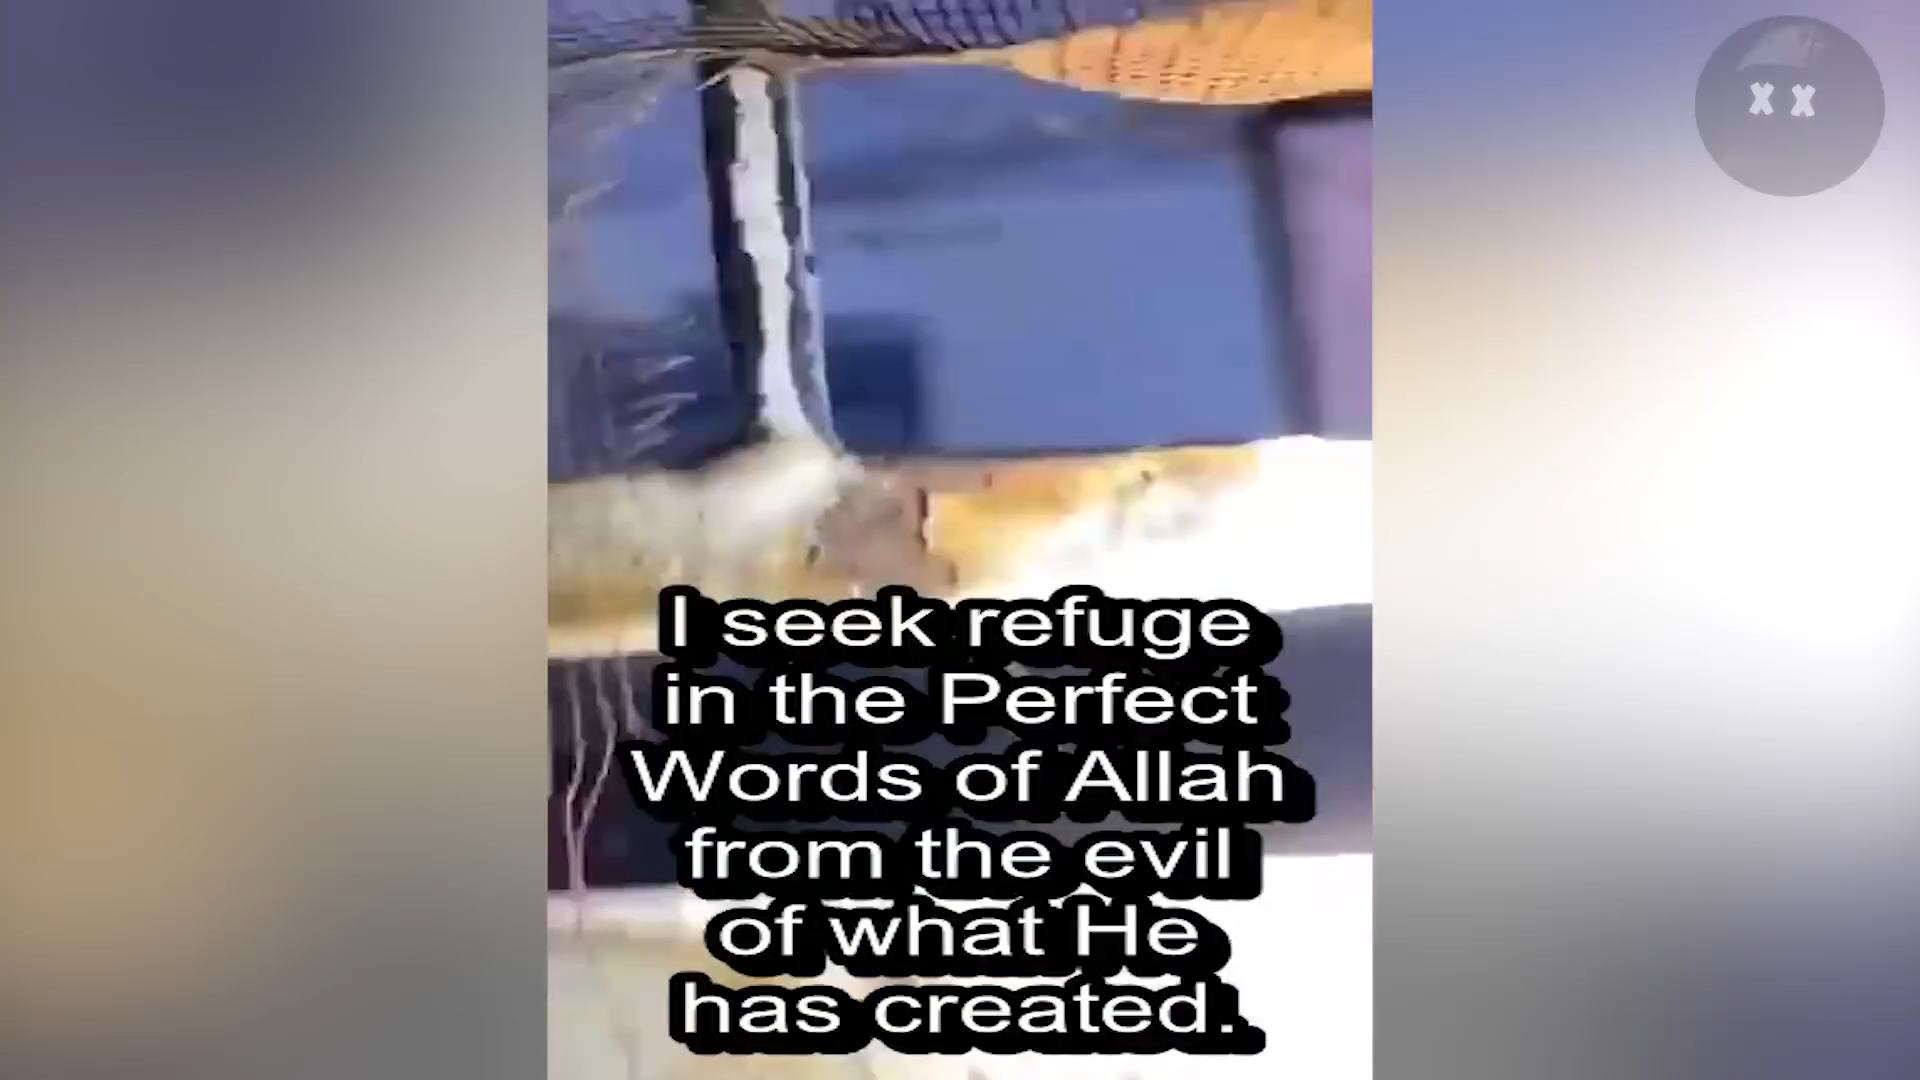 I seek refuge
in the Perfect
Words of Allah
from the evil
of what He
has created.